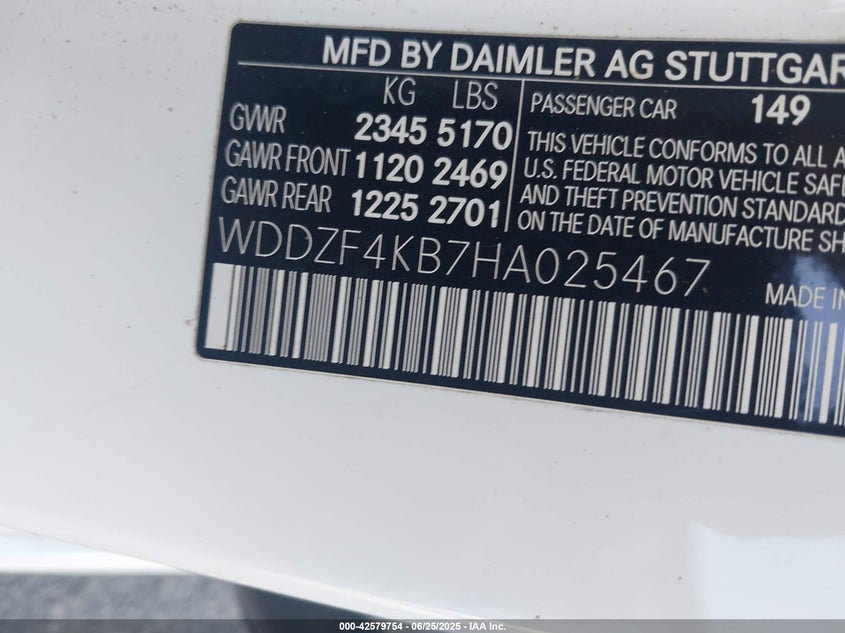 MFD BY DAIMLER AG STUTTGAR
KG LBS
GVWR 2345 5170
GAWR FRONT 1120 2469
GAWR REAR 1225 2701
PASSENGER CAR 149
THIS VEHICLE CONFORMS TO ALL A
U.S. FEDERAL MOTOR VEHICLE SAFE
AND THEFT PREVENTION STANDARD
ON THE DATE OF MANUFACTURE SH
WDDZF4KB7HA025467
MADE IN
000-42579754 - 06/25/2025 - IAA Inc.